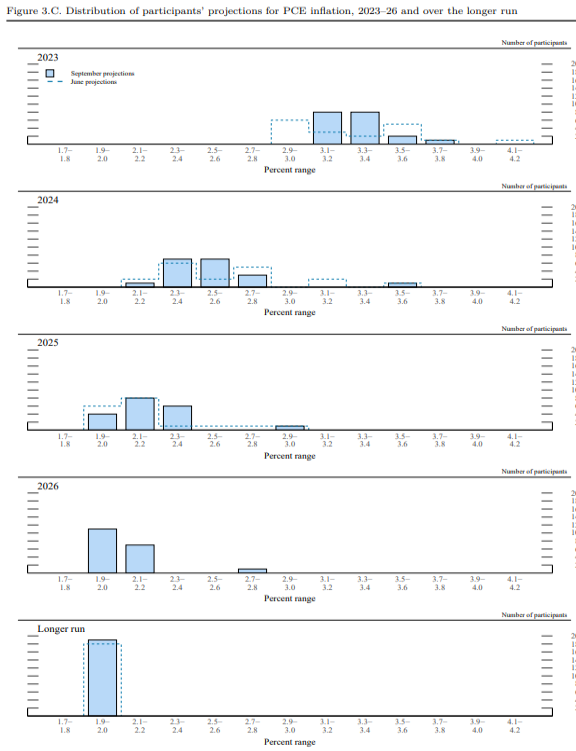 Figure 3.C. Distribution of participants' projections for PCE inflation, 2023–26 and over the longer run
Number of participants
2023
September projections
June projections
1.7– 1.9– 2.1– 2.3– 2.5– 2.7– 2.9– 3.1– 3.3– 3.5– 3.7– 3.9– 4.1–
1.8 2.0 2.2 2.4 2.6 2.8 3.0 3.2 3.4 3.6 3.8 4.0 4.2
Percent range
Number of participants
2024
1.7– 1.9– 2.1– 2.3– 2.5– 2.7– 2.9– 3.1– 3.3– 3.5– 3.7– 3.9– 4.1–
1.8 2.0 2.2 2.4 2.6 2.8 3.0 3.2 3.4 3.6 3.8 4.0 4.2
Percent range
Number of participants
2025
1.7– 1.9– 2.1– 2.3– 2.5– 2.7– 2.9– 3.1– 3.3– 3.5– 3.7– 3.9– 4.1–
1.8 2.0 2.2 2.4 2.6 2.8 3.0 3.2 3.4 3.6 3.8 4.0 4.2
Percent range
Number of participants
2026
1.7– 1.9– 2.1– 2.3– 2.5– 2.7– 2.9– 3.1– 3.3– 3.5– 3.7– 3.9– 4.1–
1.8 2.0 2.2 2.4 2.6 2.8 3.0 3.2 3.4 3.6 3.8 4.0 4.2
Percent range
Number of participants
Longer run
1.7– 1.9– 2.1– 2.3– 2.5– 2.7– 2.9– 3.1– 3.3– 3.5– 3.7– 3.9– 4.1–
1.8 2.0 2.2 2.4 2.6 2.8 3.0 3.2 3.4 3.6 3.8 4.0 4.2
Percent range